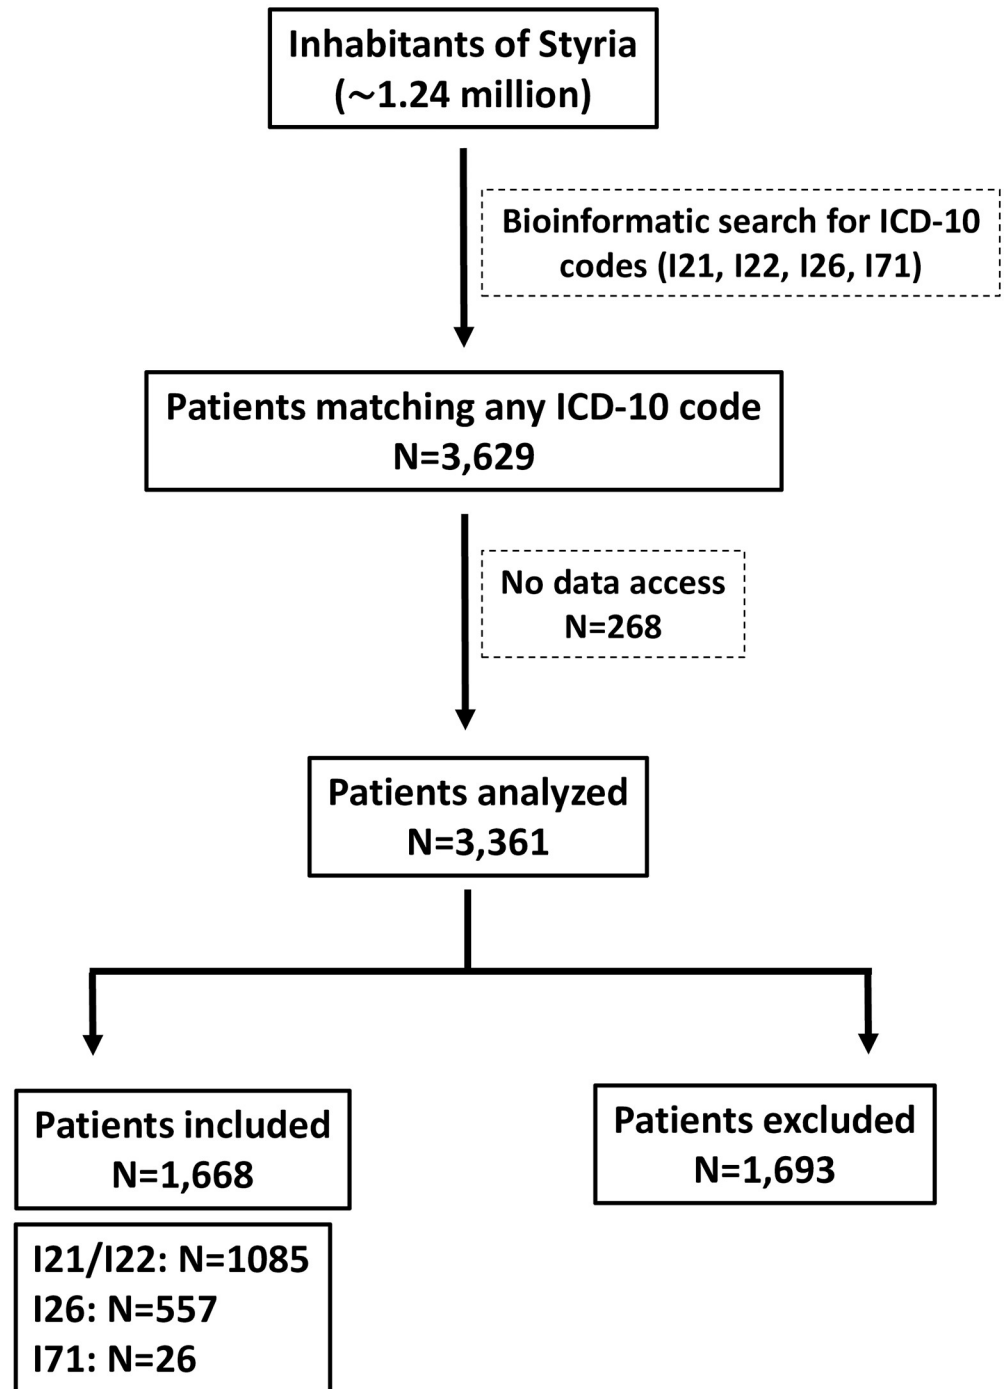 Inhabitants of Styria
(~1.24 million)
Bioinformatic search for ICD-10
codes (I21, I22, I26, I71)
Patients matching any ICD-10 code
N=3,629
No data access
N=268
Patients analyzed
N=3,361
Patients included
N=1,668
Patients excluded
N=1,693
I21/I22: N=1085
I26: N=557
I71: N=26